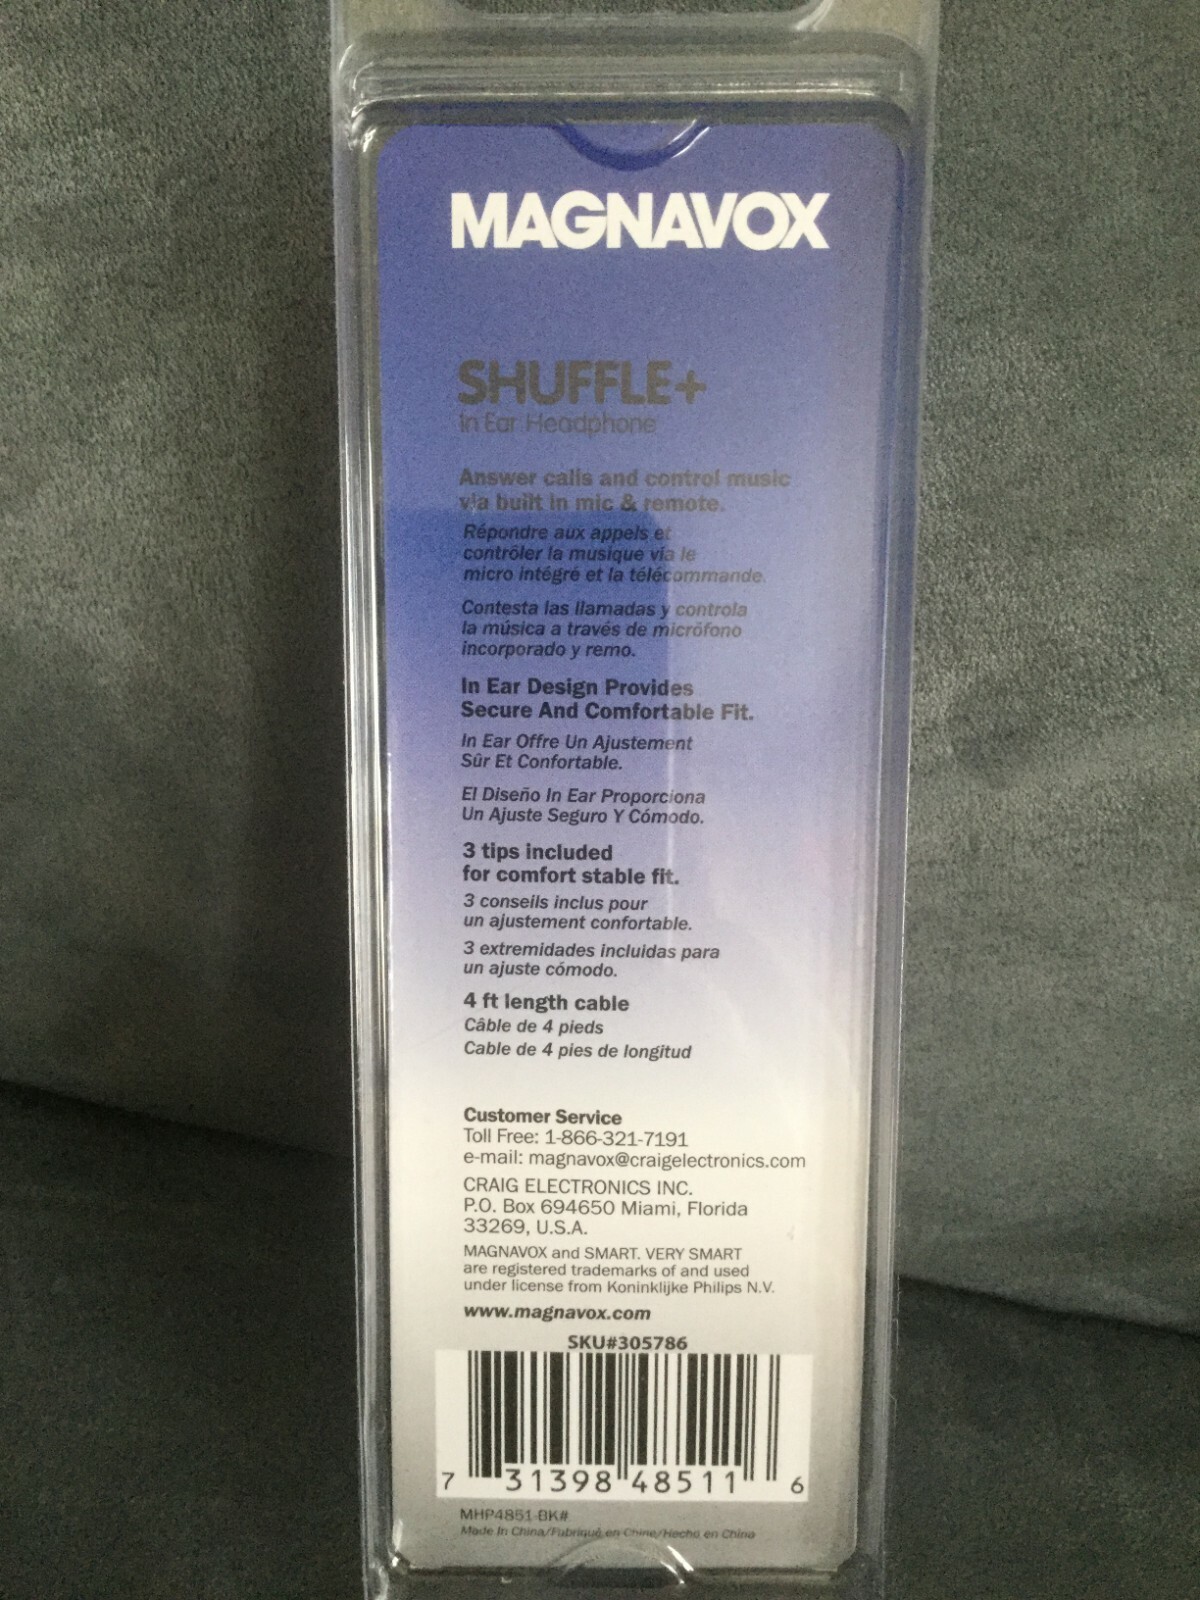 MAGNAVOX
SHUFFLE+
In Ear Headphone
Answer calls and control music
via built in mic & remote.
Répondre aux appels et
contrôler la musique via le
micro intégré et la télécommande.
Contesta las llamadas y controla
la música a través de micrófono
incorporado y remo.
In Ear Design Provides
Secure And Comfortable Fit.
In Ear Offre Un Ajustement
Sûr Et Confortable.
El Diseño In Ear Proporciona
Un Ajuste Seguro Y Cómodo.
3 tips included
for comfort stable fit.
3 conseils inclus pour
un ajustement confortable.
3 extremidades incluidas para
un ajuste cómodo.
4 ft length cable
Câble de 4 pieds
Cable de 4 pies de longitud
Customer Service
Toll Free: 1-866-321-7191
e-mail: magnavox@craigelectronics.com
CRAIG ELECTRONICS INC.
P.O. Box 694650 Miami, Florida
33269, U.S.A.
MAGNAVOX and SMART. VERY SMART
are registered trademarks of and used
under license from Koninklijke Philips N.V.
www.magnavox.com
SKU#305786
7 31398 48511 6
MHP4851-BK#
Made In China/Fabriqué en Chine/Hecho en China